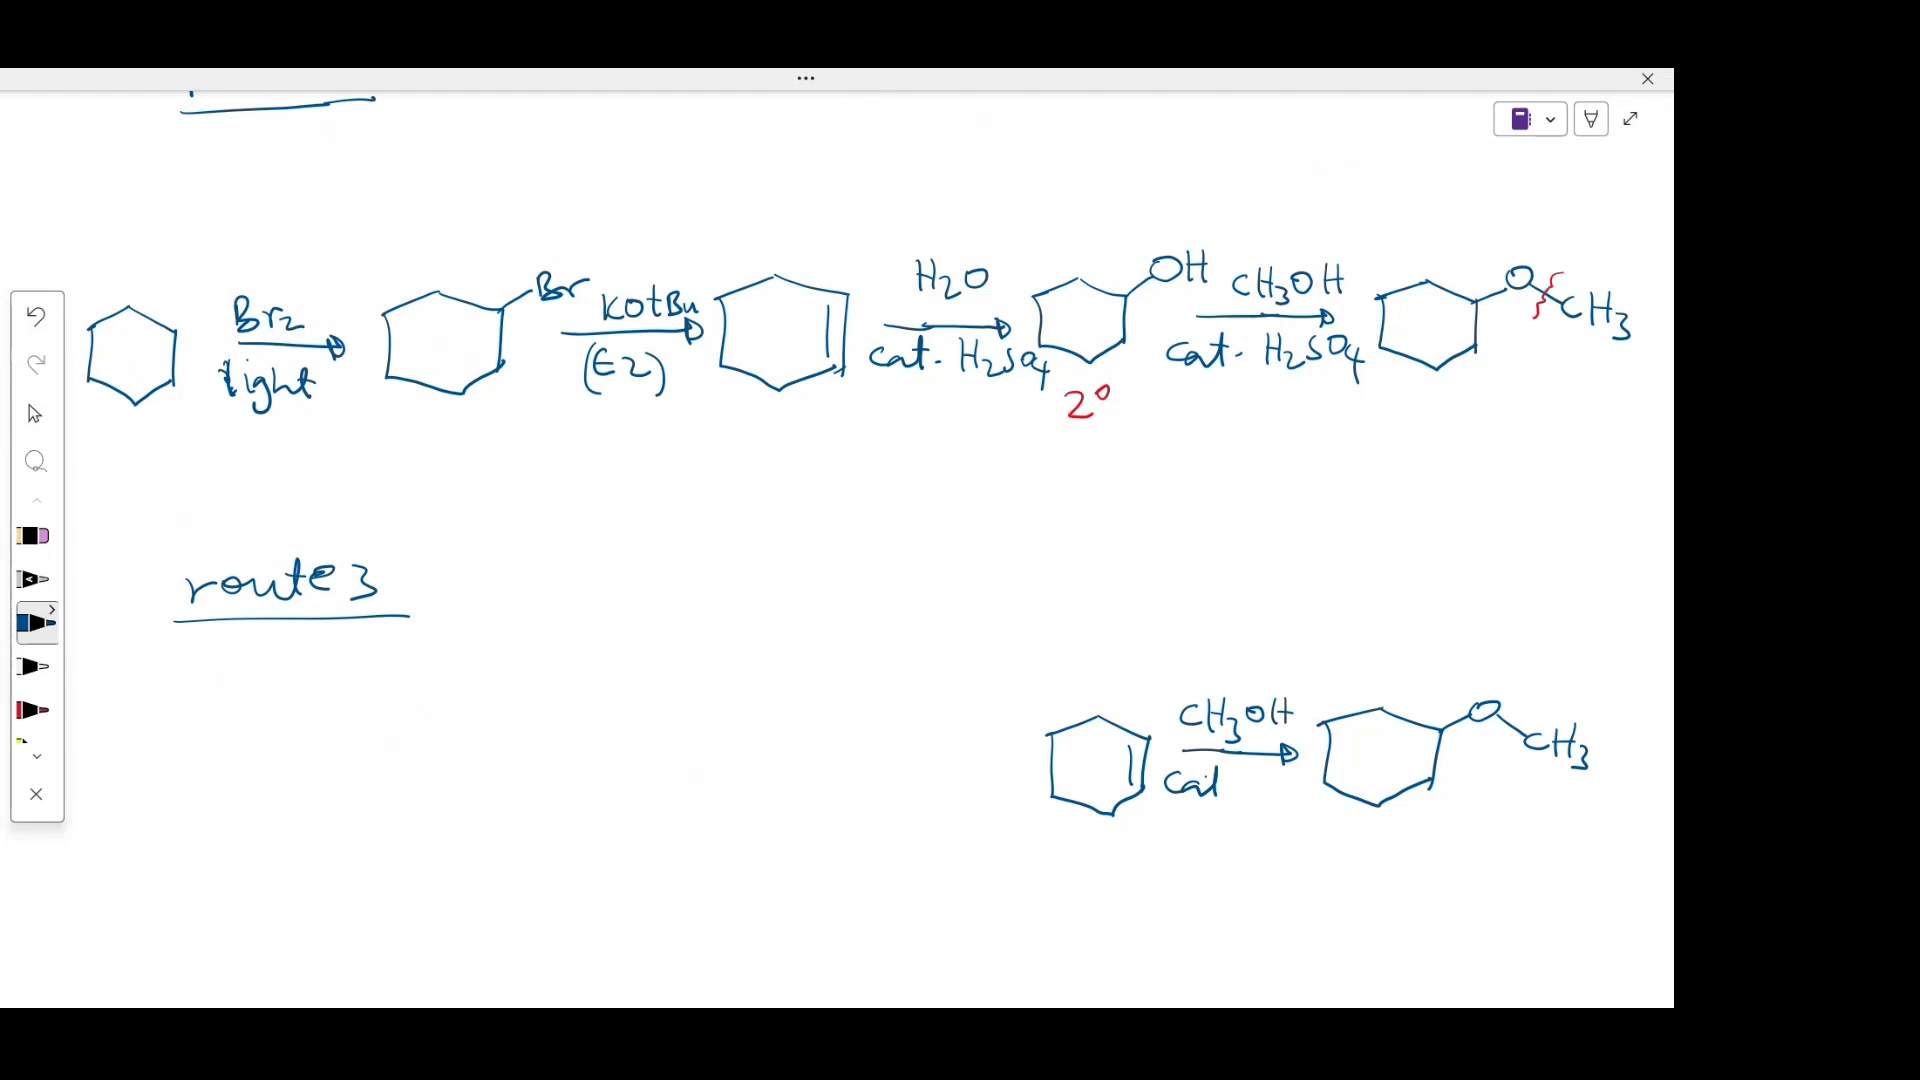 Br2
light
Br
KOtBu
(E2)
H2O
cat. H2SO4
OH
2°
CH3OH
cat. H2SO4
O
CH3
route 3
CH3OH
cat
O
CH3